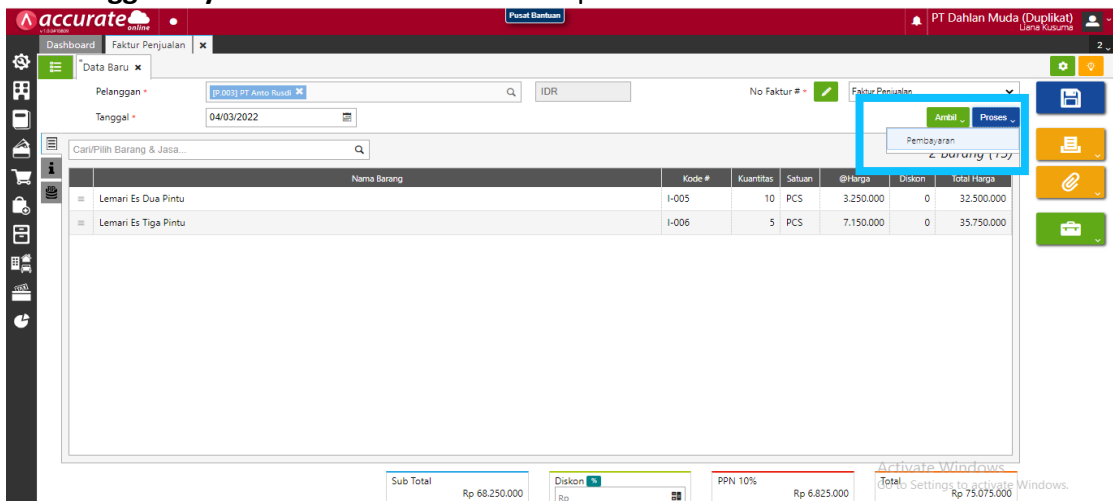 accurate online
Pusat Bantuan
PT Dahlan Muda (Duplikat)
Liana Kusuma
Dashboard
Faktur Penjualan
2
Data Baru
Pelanggan *
[P.003] PT Anto Rusdi
IDR
No Faktur # *
Faktur Penjualan
Tanggal *
04/03/2022
Ambil
Proses
Pembayaran
Cari/Pilih Barang & Jasa...
2 Barang (15)
Nama Barang Kode # Kuantitas Satuan @Harga Diskon Total Harga
Lemari Es Dua Pintu I-005 10 PCS 3.250.000 0 32.500.000
Lemari Es Tiga Pintu I-006 5 PCS 7.150.000 0 35.750.000
Activate Windows
Go to Settings to activate Windows.
Sub Total
Rp 68.250.000
Diskon %
Rp
PPN 10%
Rp 6.825.000
Total
Rp 75.075.000